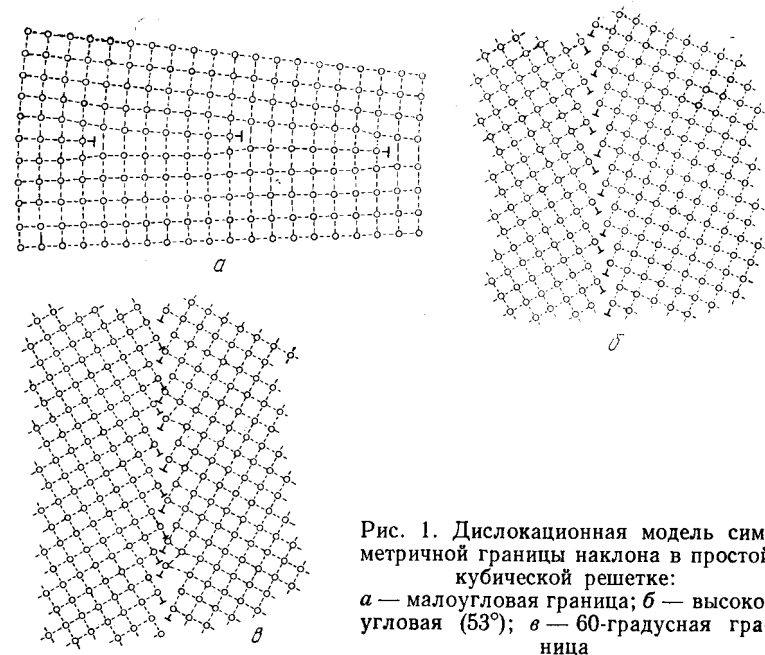 а
б
в
Рис. 1. Дислокационная модель сим
метричной границы наклона в простой
кубической решетке:
а — малоугловая граница; б — высоко
угловая (53°); в — 60-градусная гра
ница